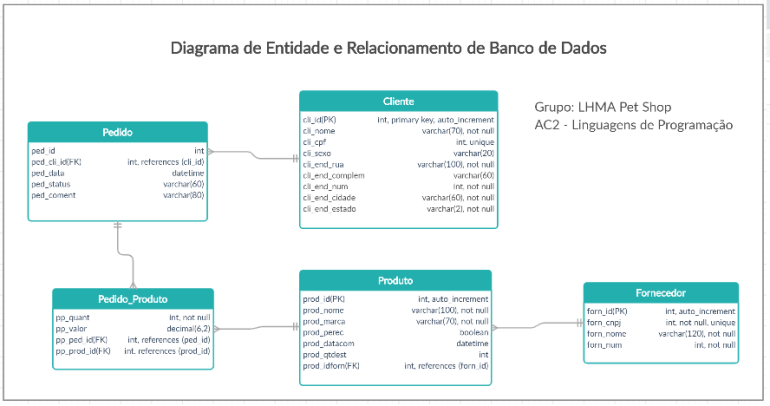 Diagrama de Entidade e Relacionamento de Banco de Dados
Grupo: LHMA Pet Shop
AC2 - Linguagens de Programação
Cliente
cli_id(PK) int, primary key, auto_increment
cli_nome varchar(70), not null
cli_cpf int, unique
cli_sexo varchar(20)
cli_end_rua varchar(100), not null
cli_end_complem varchar(60)
cli_end_num int, not null
cli_end_cidade varchar(60), not null
cli_end_estado varchar(2), not null
Pedido
ped_id int
ped_cli_id(FK) int, references (cli_id)
ped_data datetime
ped_status varchar(60)
ped_coment varchar(80)
Pedido_Produto
pp_quant int, not null
pp_valor decimal(6,2)
pp_ped_id(FK) int, references (ped_id)
pp_prod_id(FK) int, references (prod_id)
Produto
prod_id(PK) int, auto_increment
prod_nome varchar(100), not null
prod_marca varchar(70), not null
prod_perec boolean
prod_datacom datetime
prod_qtdest int
prod_idforn(FK) int, references (forn_id)
Fornecedor
forn_id(PK) int, auto_increment
forn_cnpj int, not null, unique
forn_nome varchar(120), not null
forn_num int, not null